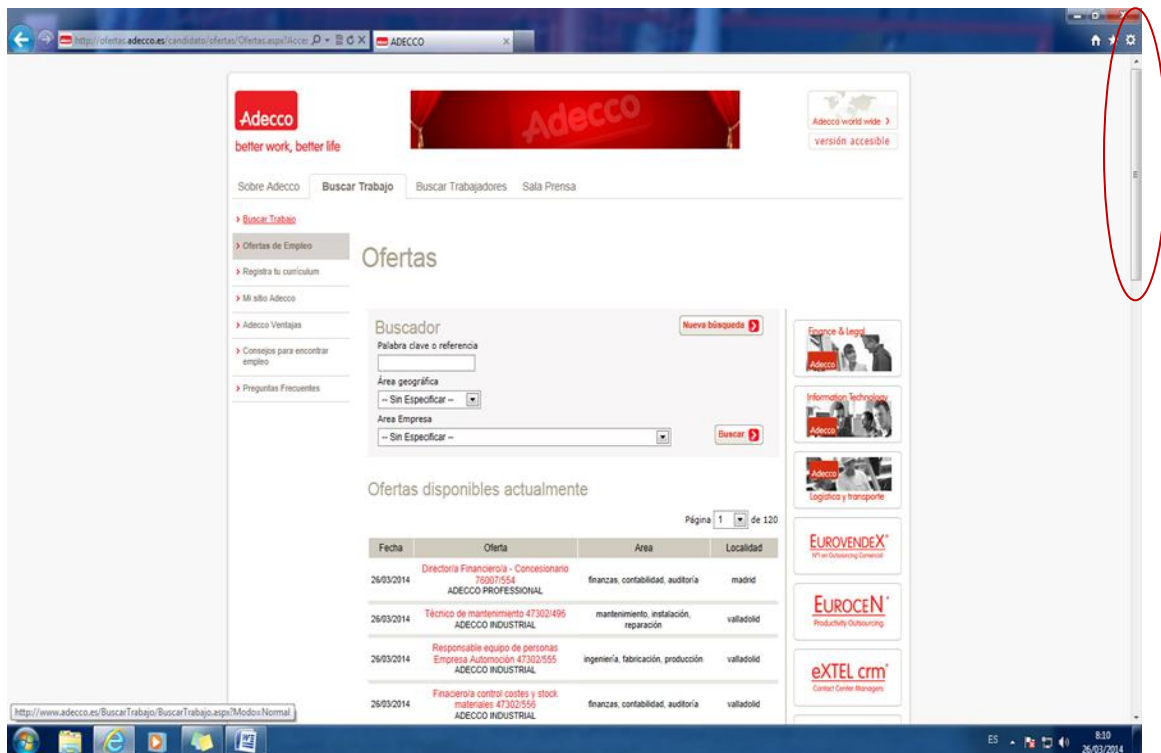 http://ofertas.adecco.es/candidato/ofertas/Ofertas.aspx?Acces
ADECCO
Adecco
better work, better life
Adecco
Adecco world wide
versión accesible
Sobre Adecco Buscar Trabajo Buscar Trabajadores Sala Prensa
Buscar Trabajo
Ofertas de Empleo
Registra tu curriculum
Mi sitio Adecco
Adecco Ventajas
Consejos para encontrar
empleo
Preguntas Frecuentes
Ofertas
Buscador
Nueva búsqueda
Palabra clave o referencia
Área geográfica
-- Sin Especificar --
Area Empresa
-- Sin Especificar --
Buscar
Ofertas disponibles actualmente
Página 1 de 120
Fecha Oferta Area Localidad
26/03/2014 Director/a Financiero/a - Concesionario
76007/554
ADECCO PROFESSIONAL finanzas, contabilidad, auditoría madrid
26/03/2014 Técnico de mantenimiento 47302/496
ADECCO INDUSTRIAL mantenimiento, instalación,
reparación valladolid
26/03/2014 Responsable equipo de personas
Empresa Automoción 47302/555
ADECCO INDUSTRIAL ingeniería, fabricación, producción valladolid
26/03/2014 Finaciero/a control costes y stock
materiales 47302/556
ADECCO INDUSTRIAL finanzas, contabilidad, auditoría valladolid
Finance & Legal
Adecco
Information Technology
Adecco
Adecco
Logística y transporte
EUROVENDEX
Nº1 en Outsourcing Comercial
EUROCEN
Productivity Outsourcing
eXTEL crm
Contact Center Managers
http://www.adecco.es/BuscarTrabajo/BuscarTrabajo.aspx?Modo=Normal
ES 8:10
26/03/2014